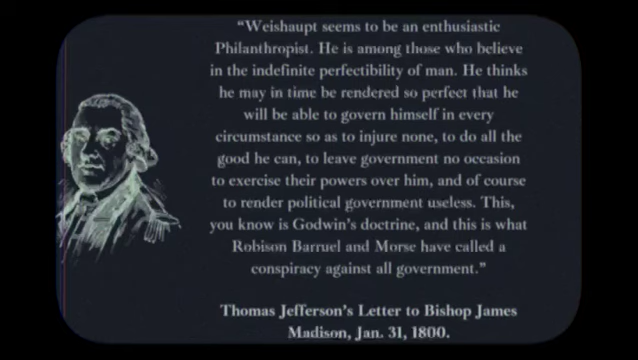 “Weishaupt seems to be an enthusiastic
Philanthropist. He is among those who believe
in the indefinite perfectibility of man. He thinks
he may in time be rendered so perfect that he
will be able to govern himself in every
circumstance so as to injure none, to do all the
good he can, to leave government no occasion
to exercise their powers over him, and of course
to render political government useless. This,
you know is Godwin’s doctrine, and this is what
Robison Barruel and Morse have called a
conspiracy against all government.”
Thomas Jefferson’s Letter to Bishop James
Madison, Jan. 31, 1800.